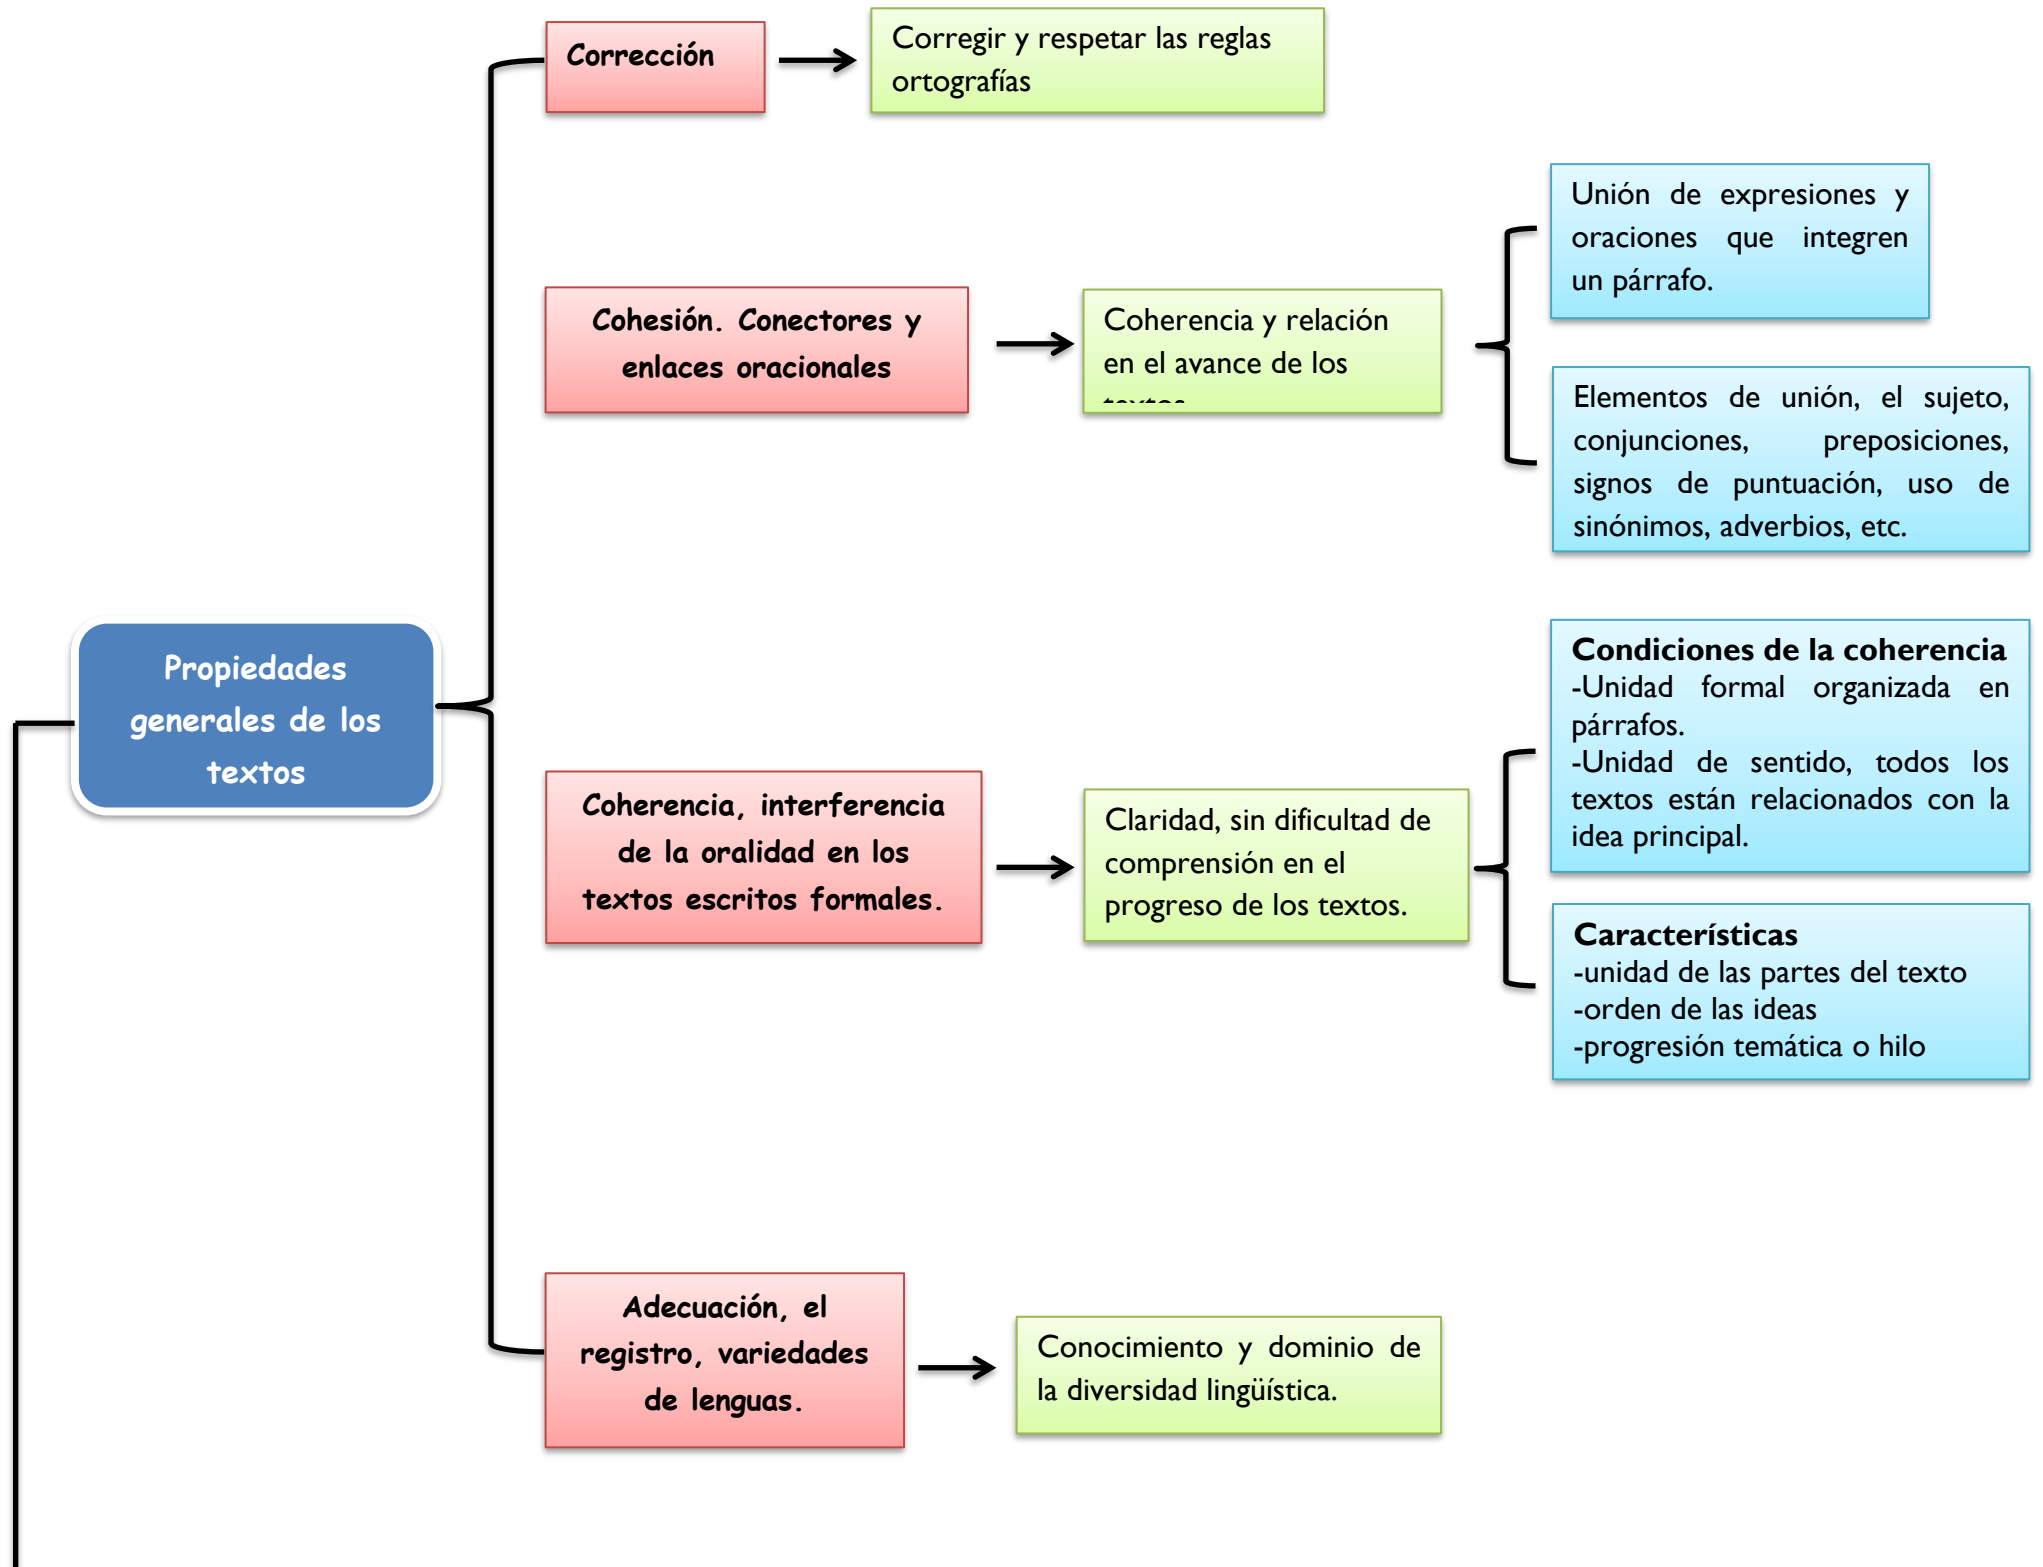 Corrección
Corregir y respetar las reglas
ortografías
Unión de expresiones y
oraciones que integren
un párrafo.
Cohesión. Conectores y
enlaces oracionales
Coherencia y relación
en el avance de los
Elementos de unión, el sujeto,
conjunciones, preposiciones,
signos de puntuación, uso de
sinónimos, adverbios, etc.
Propiedades
generales de los
textos
Coherencia, interferencia
de la oralidad en los
textos escritos formales.
Claridad, sin dificultad de
comprensión en el
progreso de los textos.
Condiciones de la coherencia
-Unidad formal organizada en
párrafos.
-Unidad de sentido, todos los
textos están relacionados con la
idea principal.
Características
-unidad de las partes del texto
-orden de las ideas
-progresión temática o hilo
Adecuación, el
registro, variedades
de lenguas.
Conocimiento y dominio de
la diversidad lingüística.